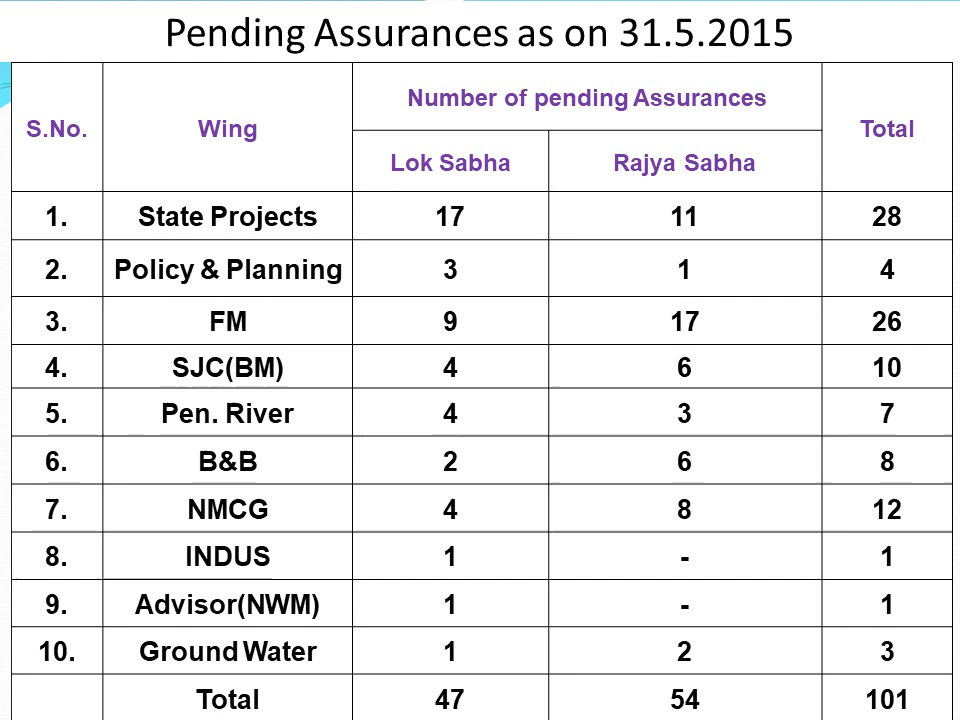 Pending Assurances as on 31.5.2015
S.No. Wing Number of pending Assurances Total
Lok Sabha Rajya Sabha
1. State Projects 17 11 28
2. Policy & Planning 3 1 4
3. FM 9 17 26
4. SJC(BM) 4 6 10
5. Pen. River 4 3 7
6. B&B 2 6 8
7. NMCG 4 8 12
8. INDUS 1 - 1
9. Advisor(NWM) 1 - 1
10. Ground Water 1 2 3
Total 47 54 101